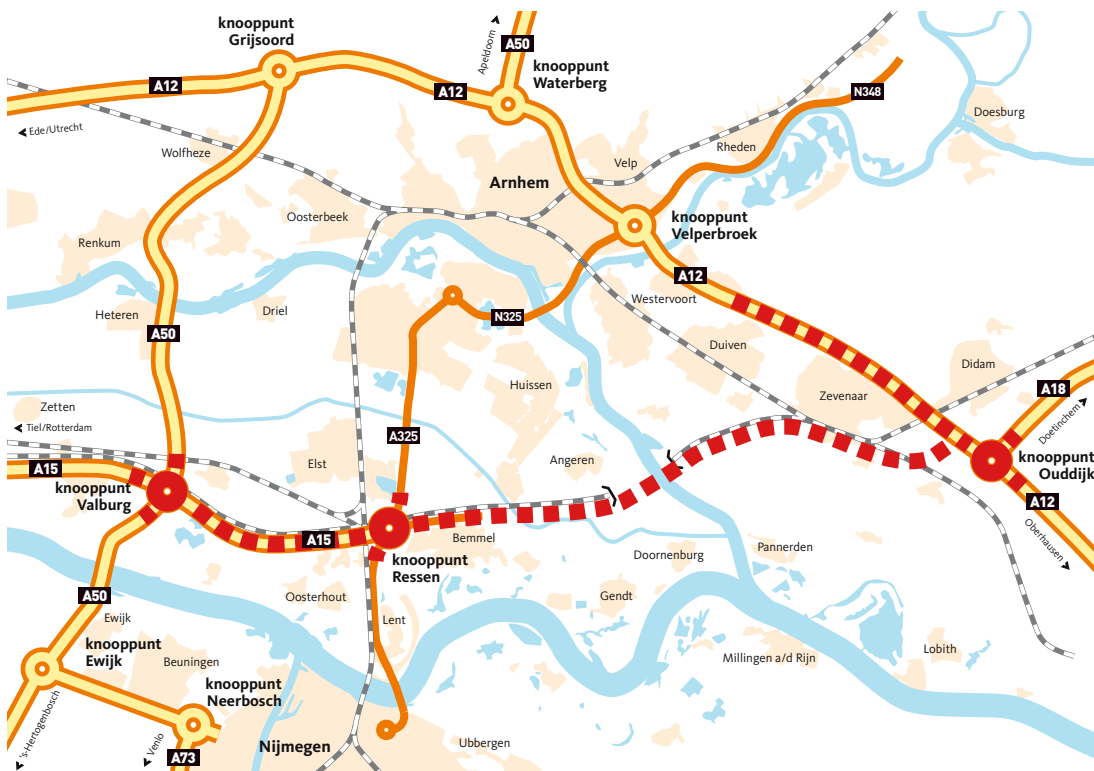 knooppunt
Grijsoord
Apeldoorn
A50
knooppunt
Waterberg
A12
A12
N348
Ede/Utrecht
Doesburg
Wolfheze
Velp
Rheden
Arnhem
Oosterbeek
knooppunt
Velperbroek
Renkum
A12
Westervoort
Heteren
Driel
N325
A50
Duiven
Didam
Huissen
Zevenaar
A18
Doetinchem
Zetten
Tiel/Rotterdam
A325
Elst
Angeren
A15
knooppunt
Valburg
knooppunt
Ouddijk
A12
Oberhausen
A15
Bemmel
knooppunt
Ressen
Doornenburg
Pannerden
A50
Oosterhout
Gendt
Ewijk
Lent
knooppunt
Ewijk
Beuningen
Millingen a/d Rijn
Lobith
knooppunt
Neerbosch
's-Hertogenbosch
Venlo
A73
Nijmegen
Ubbergen